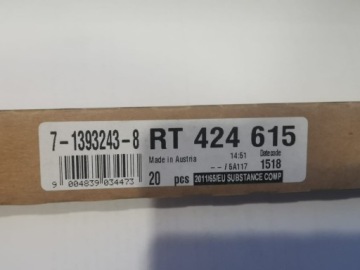 7-1393243-8 RT 424 615
Made in Austria 14:51 Datecode
--/6A117 1518
20 pcs 2011/65/EU SUBSTANCE COMP
9 004839 034473